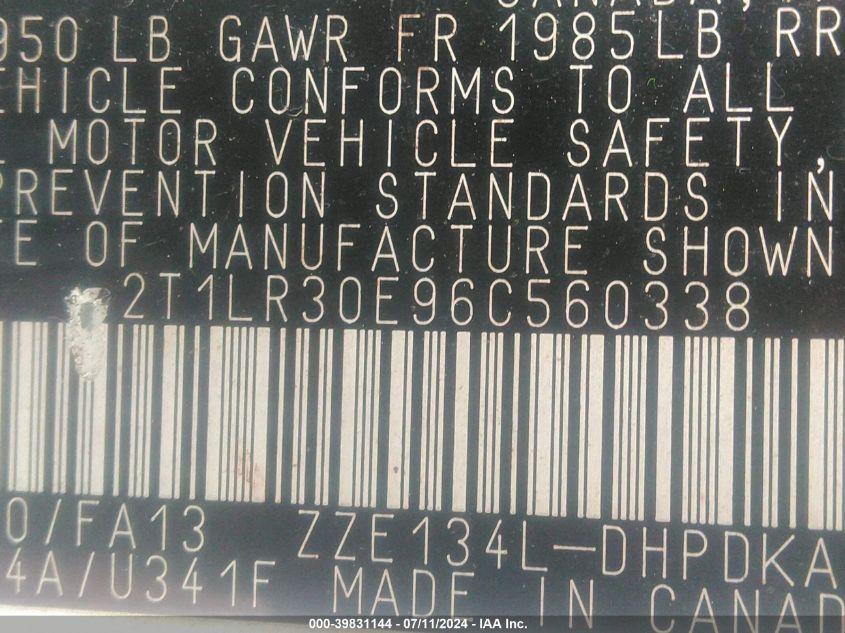 CANADA,
950 LB GAWR FR 1985LB RR
EHICLE CONFORMS TO ALL
MOTOR VEHICLE SAFETY,
PREVENTION STANDARDS IN
E OF MANUFACTURE SHOWN
2T1LR30E96C560338
0/FA13 ZZE134L-DHPDKA
4A/U341F MADE IN CANAD
000-39831144 - 07/11/2024 - IAA Inc.